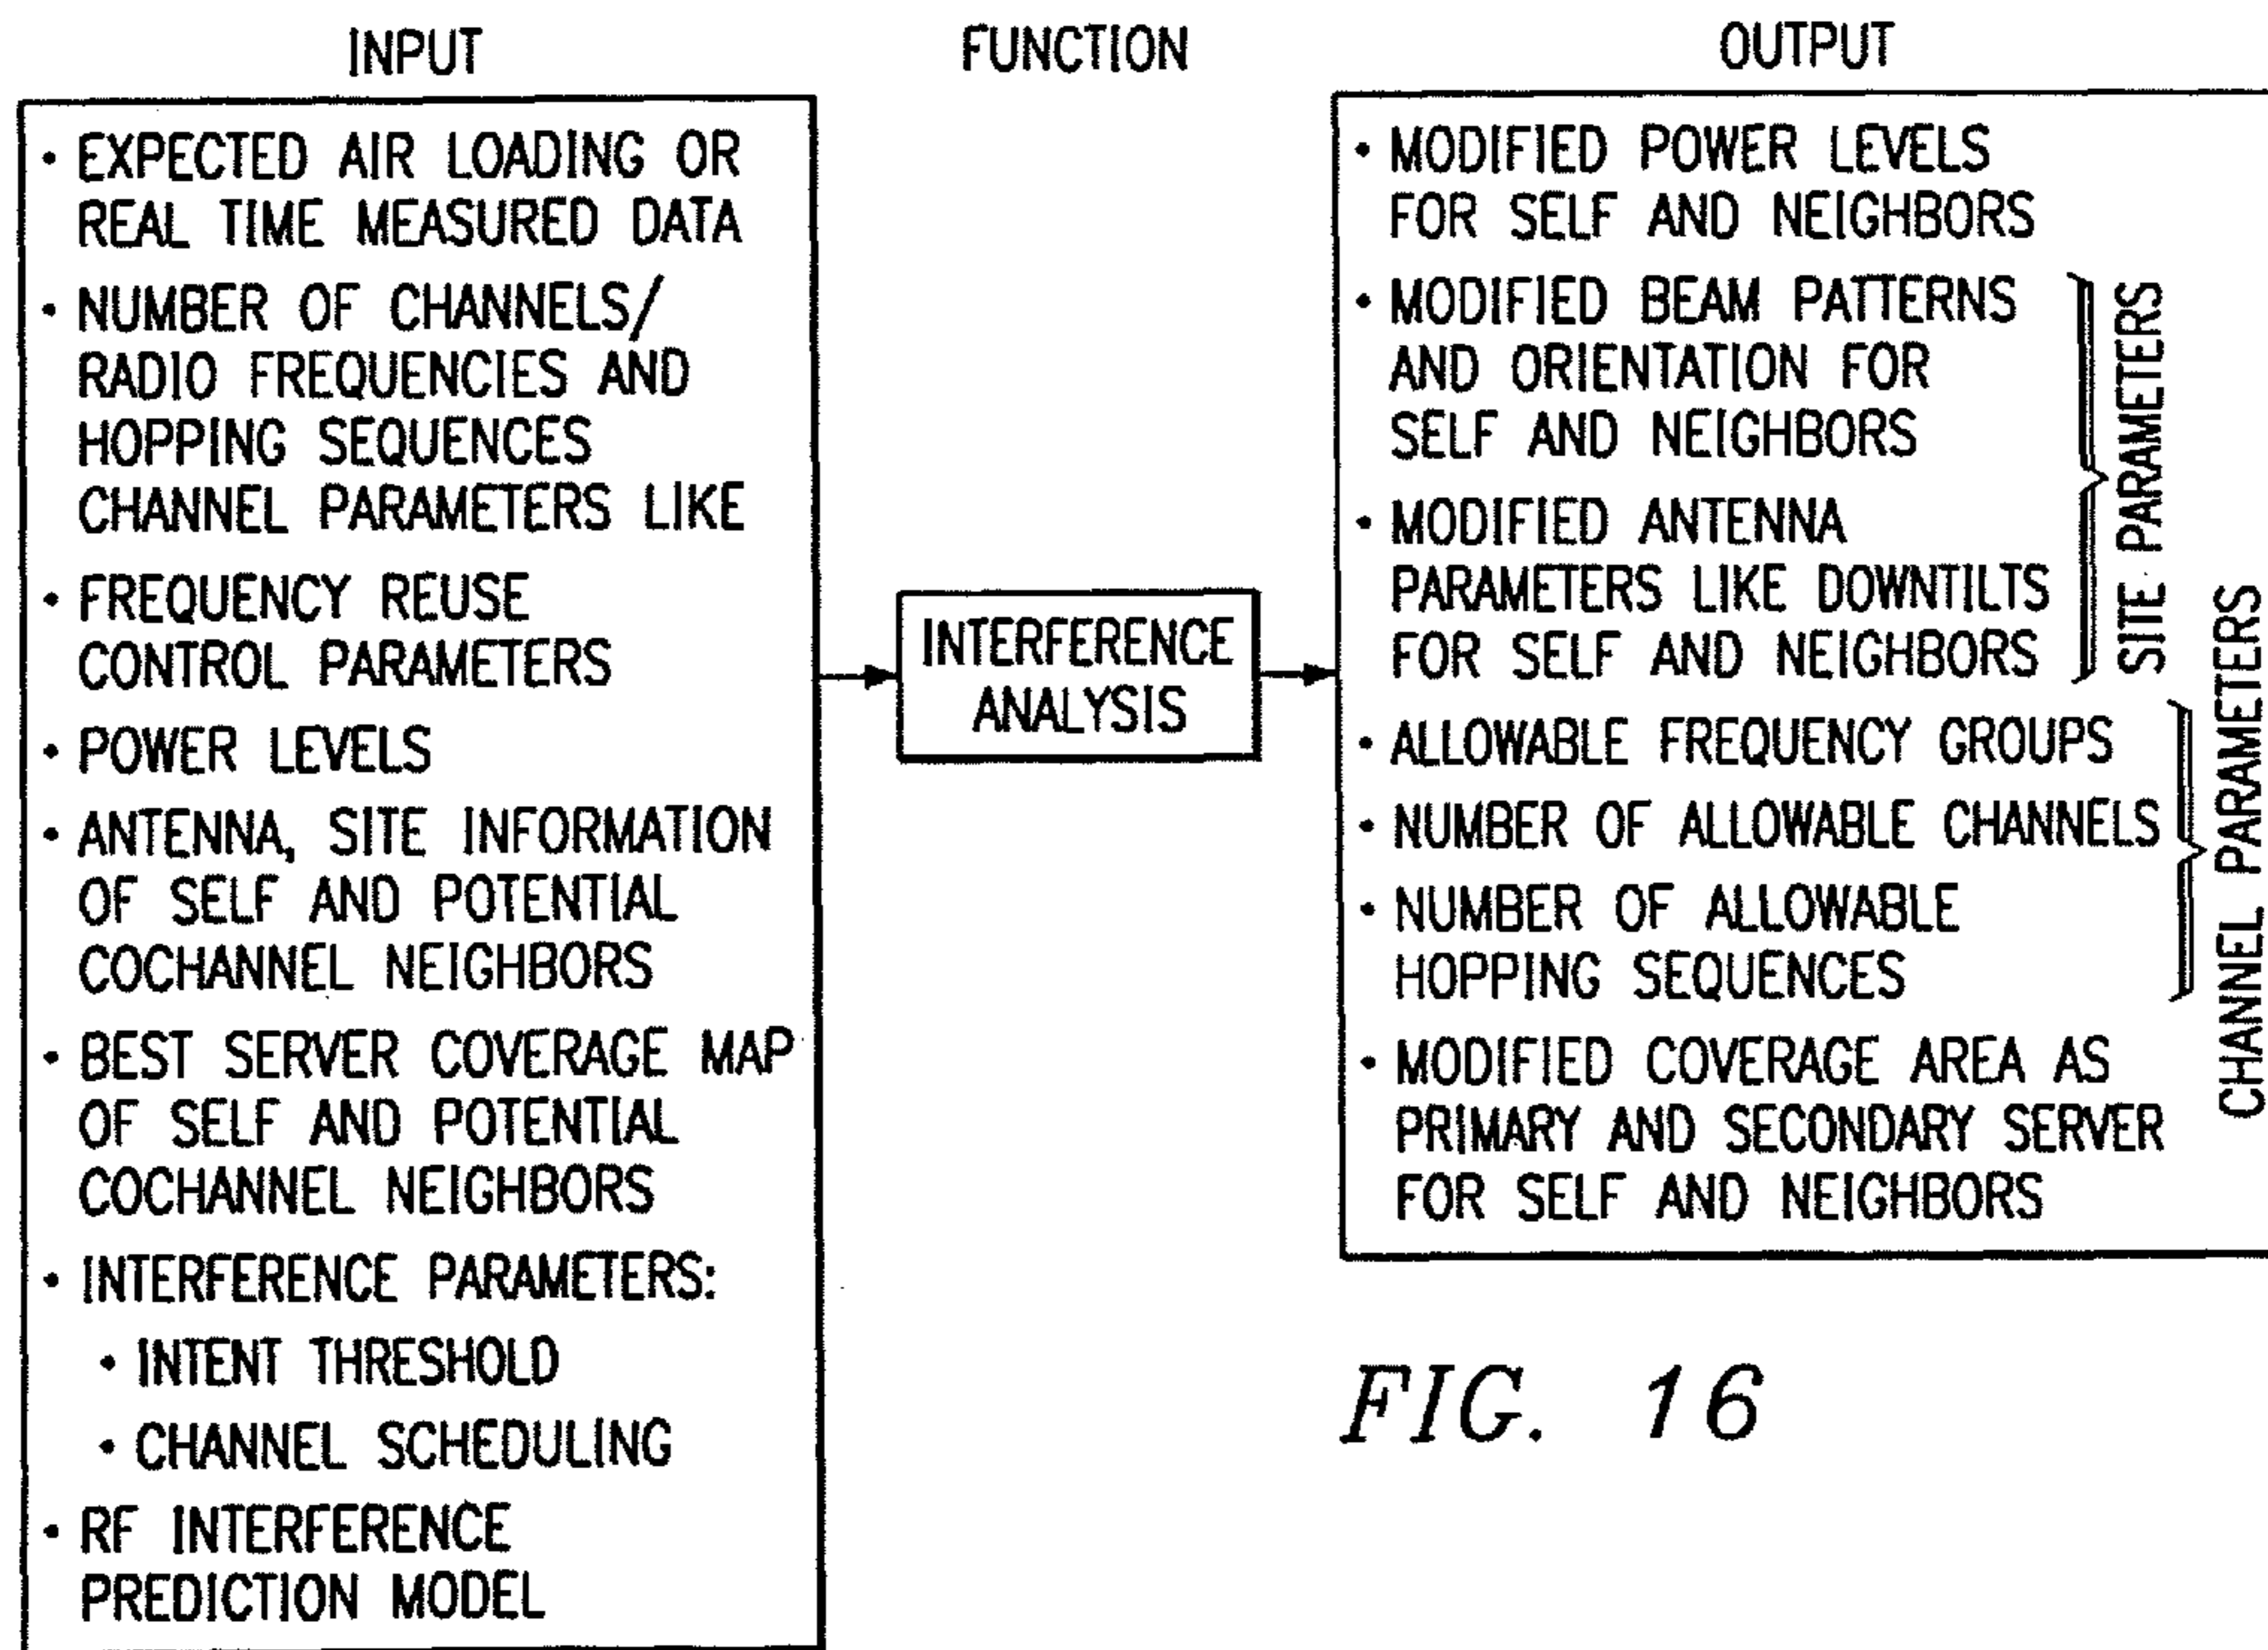 INPUT
• EXPECTED AIR LOADING OR
REAL TIME MEASURED DATA
• NUMBER OF CHANNELS/
RADIO FREQUENCIES AND
HOPPING SEQUENCES
CHANNEL PARAMETERS LIKE
• FREQUENCY REUSE
CONTROL PARAMETERS
• POWER LEVELS
• ANTENNA, SITE INFORMATION
OF SELF AND POTENTIAL
COCHANNEL NEIGHBORS
• BEST SERVER COVERAGE MAP
OF SELF AND POTENTIAL
COCHANNEL NEIGHBORS
• INTERFERENCE PARAMETERS:
• INTENT THRESHOLD
• CHANNEL SCHEDULING
• RF INTERFERENCE
PREDICTION MODEL
FUNCTION
INTERFERENCE
ANALYSIS
OUTPUT
• MODIFIED POWER LEVELS
FOR SELF AND NEIGHBORS
• MODIFIED BEAM PATTERNS
AND ORIENTATION FOR
SELF AND NEIGHBORS
• MODIFIED ANTENNA
PARAMETERS LIKE DOWNTILTS
FOR SELF AND NEIGHBORS
SITE PARAMETERS
• ALLOWABLE FREQUENCY GROUPS
• NUMBER OF ALLOWABLE CHANNELS
• NUMBER OF ALLOWABLE
HOPPING SEQUENCES
CHANNEL PARAMETERS
• MODIFIED COVERAGE AREA AS
PRIMARY AND SECONDARY SERVER
FOR SELF AND NEIGHBORS
FIG. 16